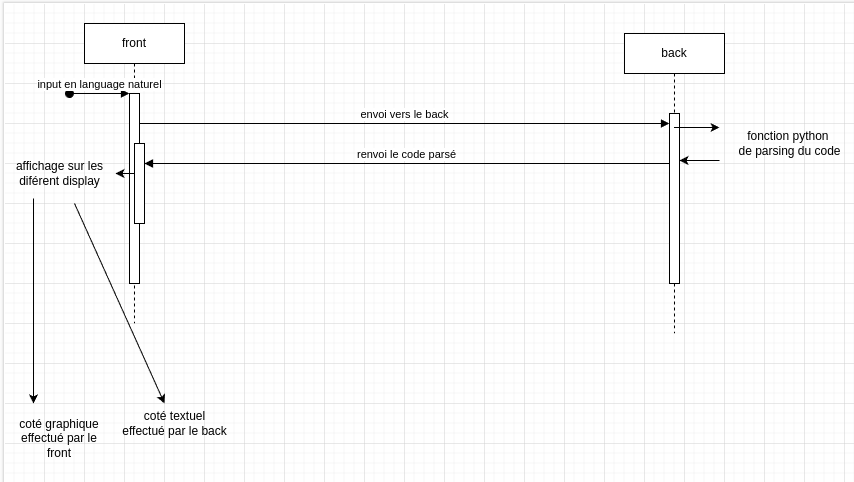 front
back
input en language naturel
envoi vers le back
fonction python
de parsing du code
renvoi le code parsé
affichage sur les
diférent display
coté graphique
effectué par le
front
coté textuel
effectué par le back